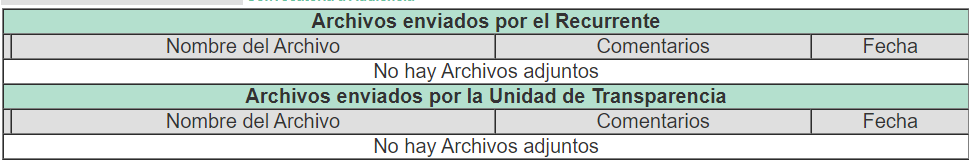 Archivos enviados por el Recurrente
Nombre del Archivo Comentarios Fecha
No hay Archivos adjuntos
Archivos enviados por la Unidad de Transparencia
Nombre del Archivo Comentarios Fecha
No hay Archivos adjuntos